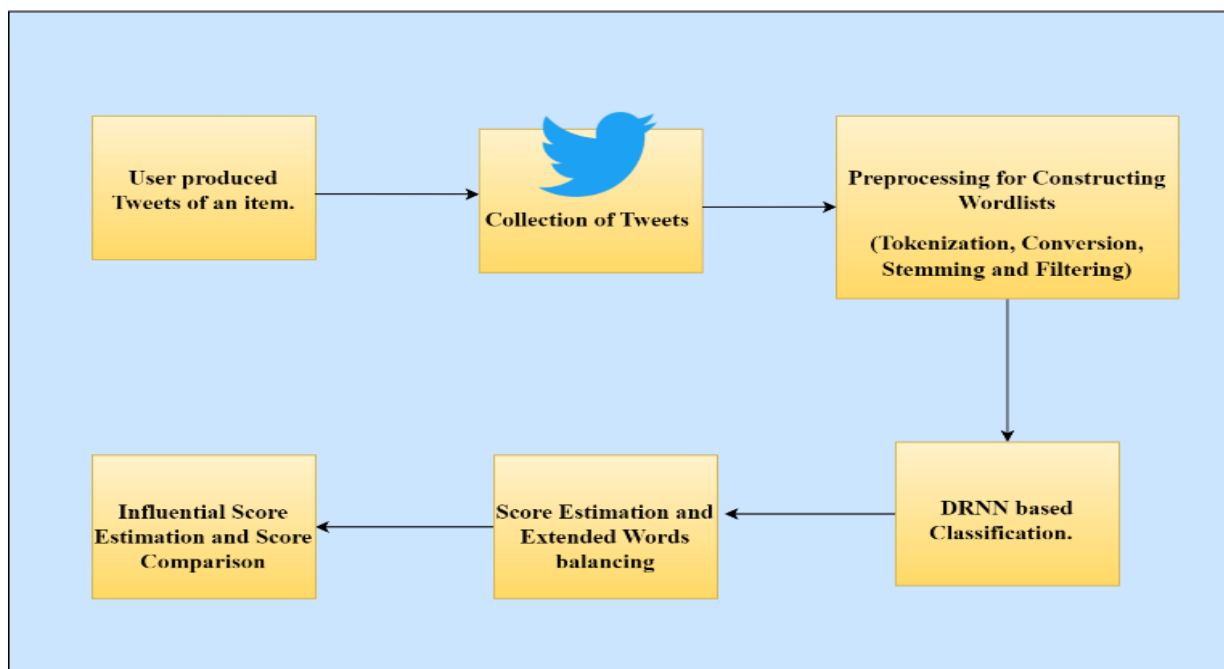 User produced
Tweets of an item.
Collection of Tweets
Preprocessing for Constructing
Wordlists
(Tokenization, Conversion,
Stemming and Filtering)
DRNN based
Classification.
Score Estimation and
Extended Words
balancing
Influential Score
Estimation and Score
Comparison